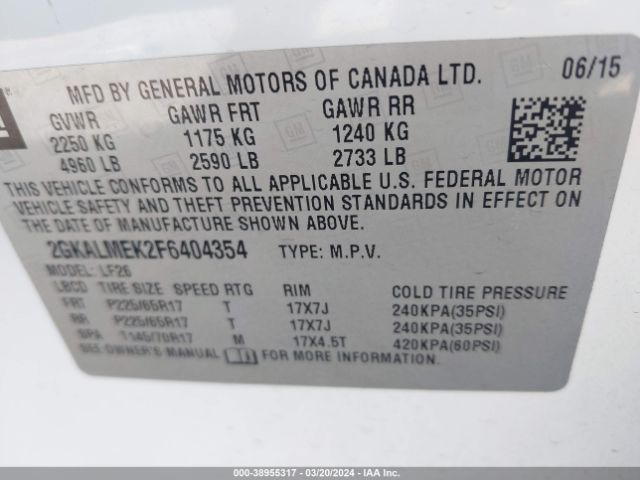 MFD BY GENERAL MOTORS OF CANADA LTD. 06/15
GVWR GAWR FRT GAWR RR
2250 KG 1175 KG 1240 KG
4960 LB 2590 LB 2733 LB
THIS VEHICLE CONFORMS TO ALL APPLICABLE U.S. FEDERAL MOTOR
VEHICLE SAFETY AND THEFT PREVENTION STANDARDS IN EFFECT ON
THE DATE OF MANUFACTURE SHOWN ABOVE.
2GKALMEK2F6404354 TYPE: M.P.V.
MODEL: LF26
LBCD TIRE SIZE SPEED RTG RIM COLD TIRE PRESSURE
FRT P225/65R17 T 17X7J 240KPA(35PSI)
RR P225/65R17 T 17X7J 240KPA(35PSI)
SPA T145/70R17 M 17X4.5T 420KPA(60PSI)
SEE OWNER'S MANUAL FOR MORE INFORMATION.
© 000-38955317 | 03/20/2024 | IAA Inc.